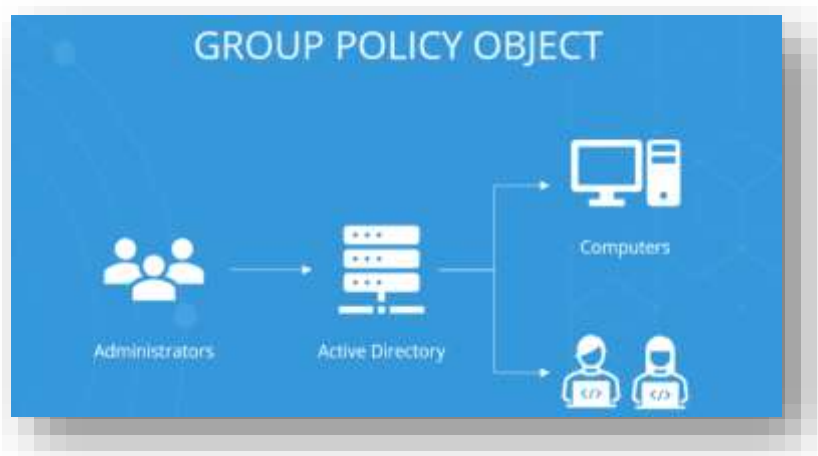 GROUP POLICY OBJECT
Computers
Administrators
Active Directory
</>
</>